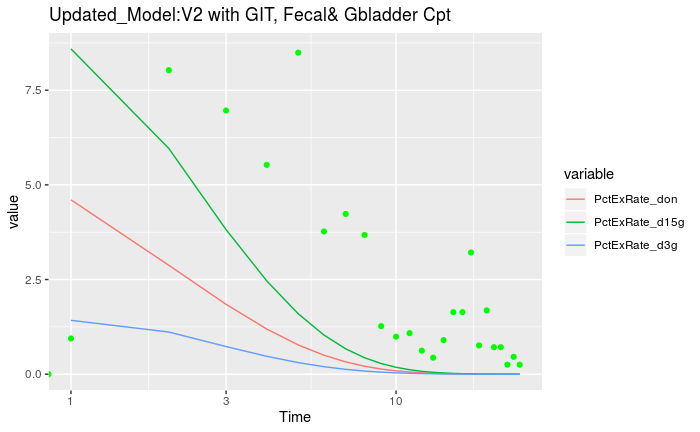 Updated_Model:V2 with GIT, Fecal& Gbladder Cpt
7.5
5.0
2.5
0.0
value
1
3
10
Time
variable
PctExRate_don
PctExRate_d15g
PctExRate_d3g